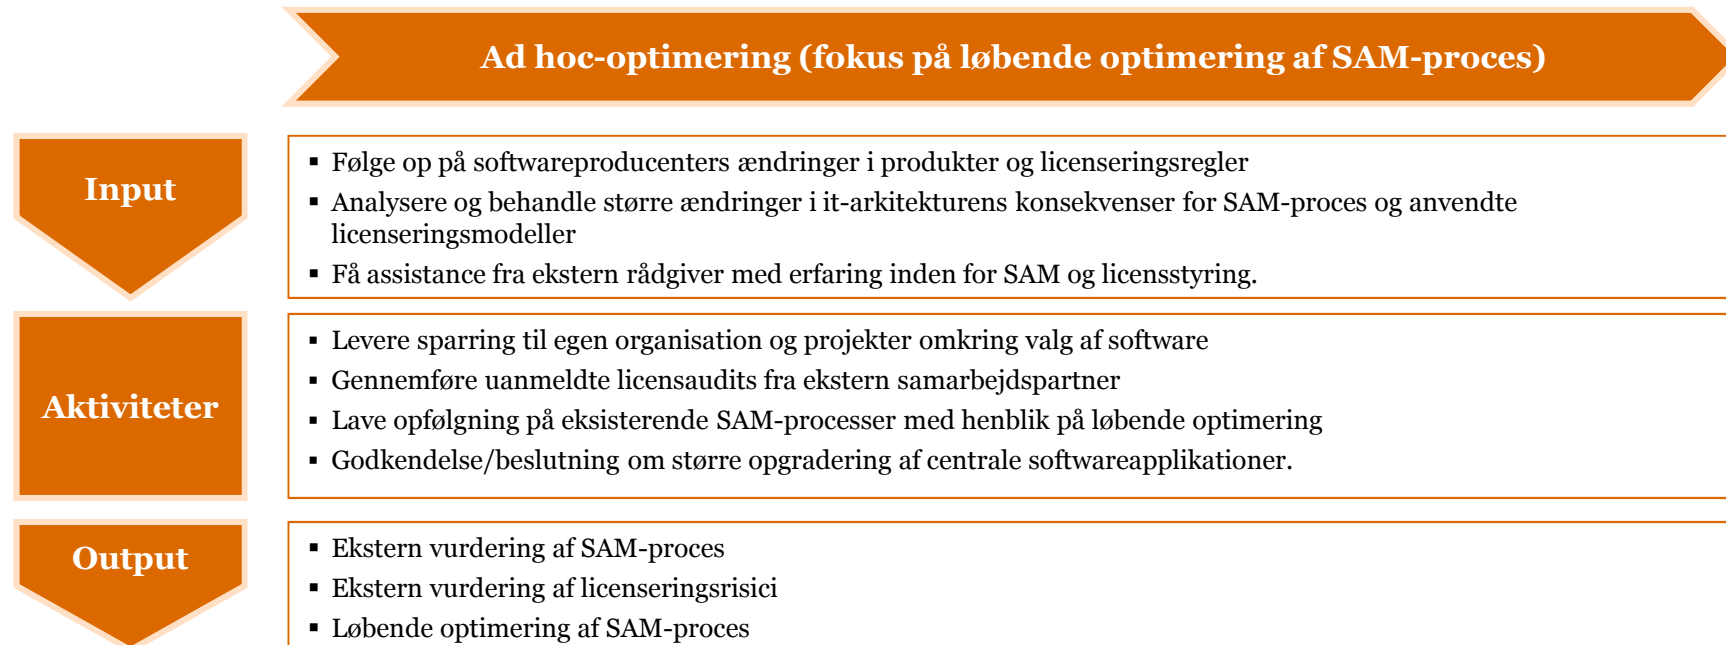 Ad hoc-optimering (fokus på løbende optimering af SAM-proces)
Input
▪ Følge op på softwareproducenters ændringer i produkter og licenseringsregler
▪ Analysere og behandle større ændringer i it-arkitekturens konsekvenser for SAM-proces og anvendte
licenseringsmodeller
▪ Få assistance fra ekstern rådgiver med erfaring inden for SAM og licensstyring.
Aktiviteter
▪ Levere sparring til egen organisation og projekter omkring valg af software
▪ Gennemføre uanmeldte licensaudits fra ekstern samarbejdspartner
▪ Lave opfølgning på eksisterende SAM-processer med henblik på løbende optimering
▪ Godkendelse/beslutning om større opgradering af centrale softwareapplikationer.
Output
▪ Ekstern vurdering af SAM-proces
▪ Ekstern vurdering af licenseringsrisici
▪ Løbende optimering af SAM-proces